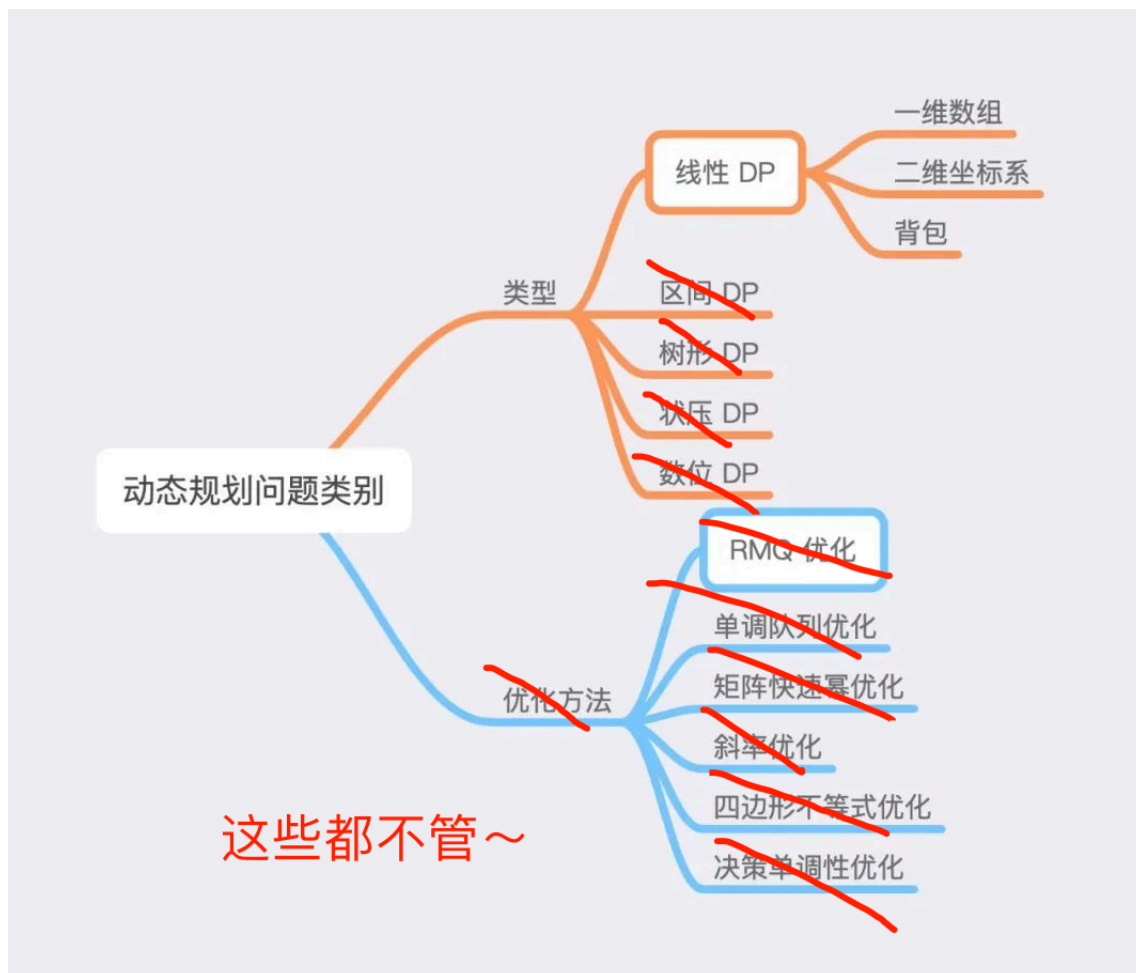 一维数组
线性 DP
二维坐标系
背包
类型
区间 DP
树形 DP
状压 DP
数位 DP
动态规划问题类别
RMQ 优化
单调队列优化
矩阵快速幂优化
优化方法
斜率优化
四边形不等式优化
决策单调性优化
这些都不管～